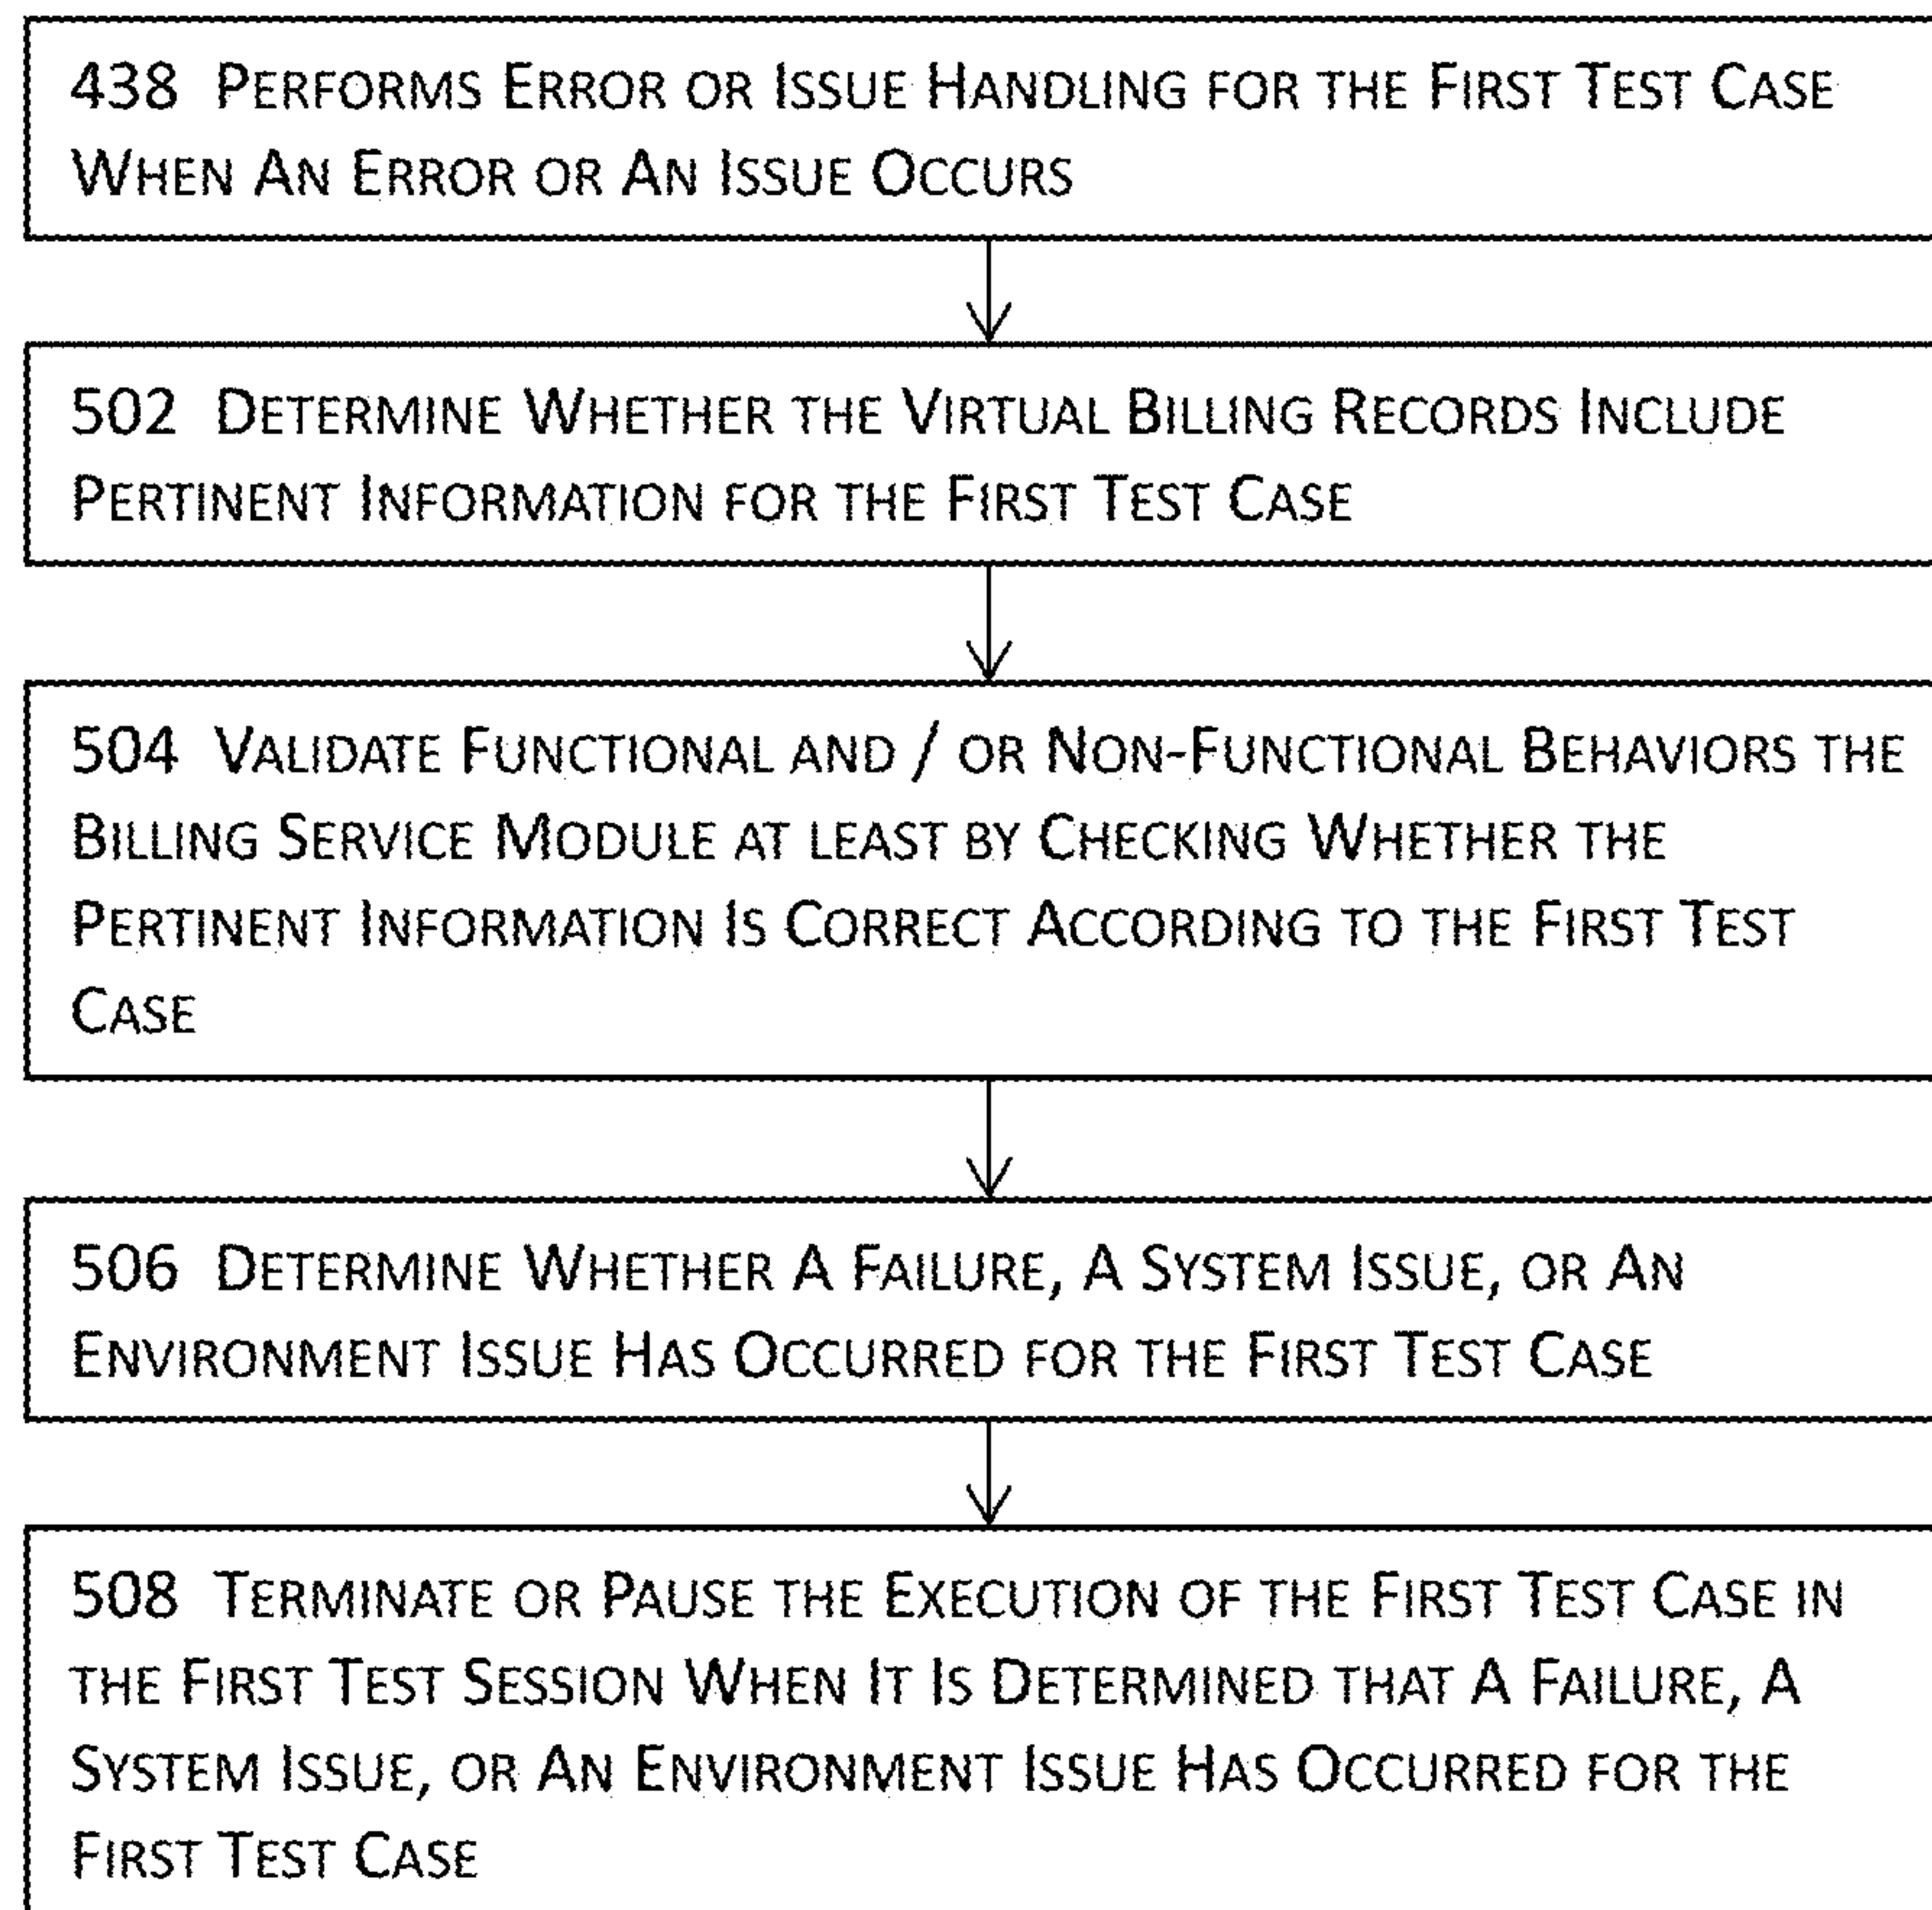 438 Performs Error or Issue Handling for the First Test Case
When An Error or An Issue Occurs
502 Determine Whether the Virtual Billing Records Include
Pertinent Information for the First Test Case
504 Validate Functional and / or Non-Functional Behaviors the
Billing Service Module at least by Checking Whether the
Pertinent Information Is Correct According to the First Test
Case
506 Determine Whether A Failure, A System Issue, or An
Environment Issue Has Occurred for the First Test Case
508 Terminate or Pause the Execution of the First Test Case in
the First Test Session When It Is Determined that A Failure, A
System Issue, or An Environment Issue Has Occurred for the
First Test Case